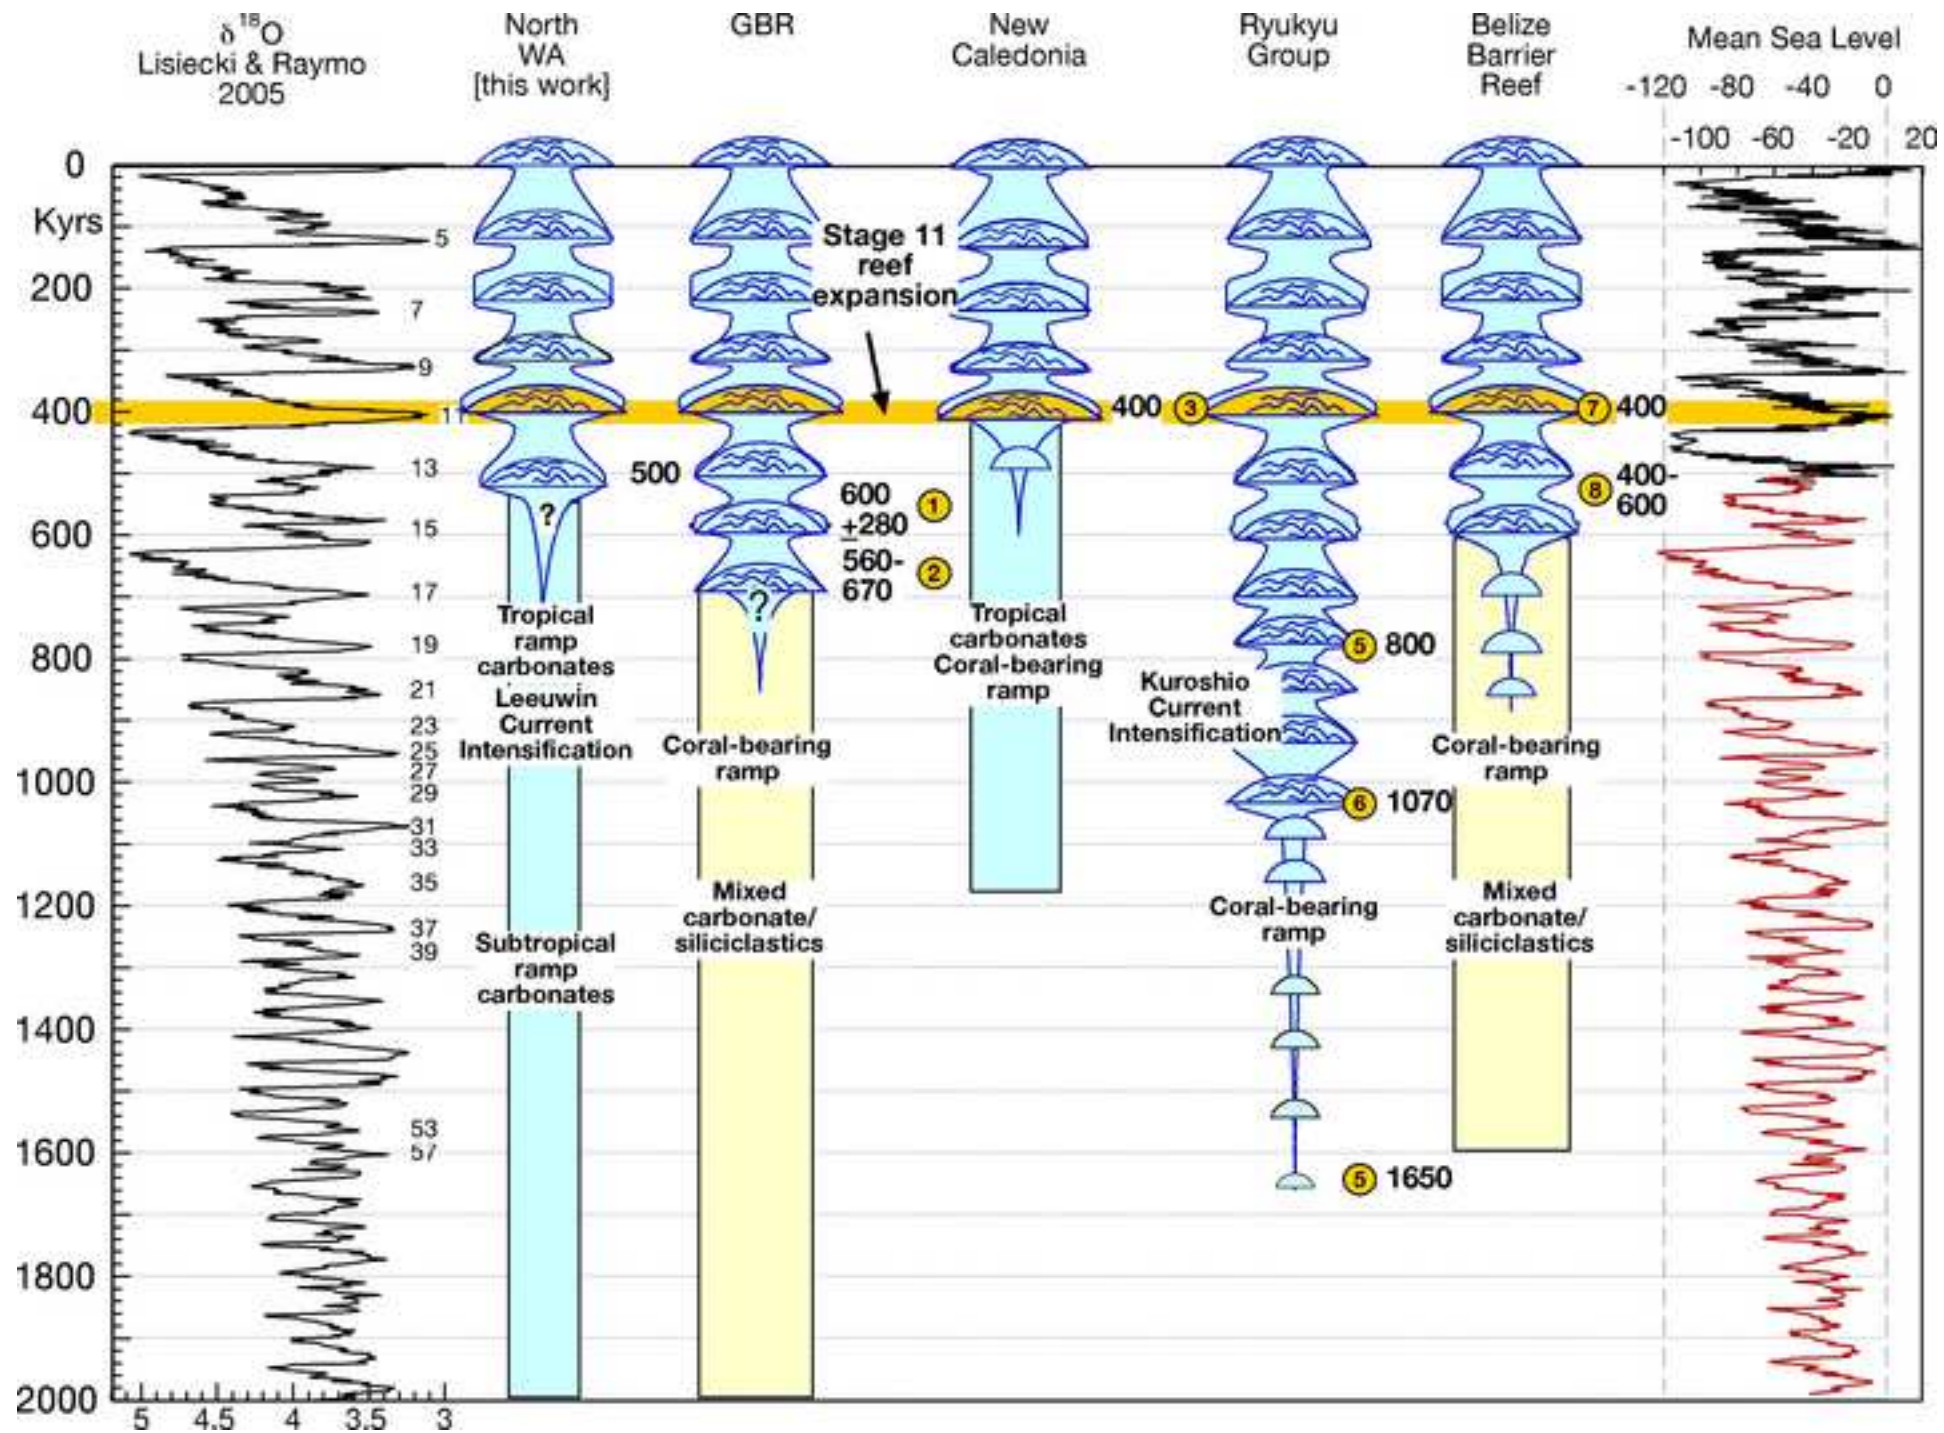 δ18O
Lisiecki & Raymo
2005
North
WA
[this work]
GBR
New
Caledonia
Ryukyu
Group
Belize
Barrier
Reef
Mean Sea Level
-120 -80 -40 0
-100 -60 -20 20
0
Kyrs
200
400
600
800
1000
1200
1400
1600
1800
2000
5 4.5 4 3.5 3
5
7
9
11
13
15
17
19
21
23
25
27
29
31
33
35
37
39
53
57
?
Tropical
ramp
carbonates
Leeuwin
Current
Intensification
Subtropical
ramp
carbonates
500
600
±280
1
560-
670
2
?
Coral-bearing
ramp
Mixed
carbonate/
siliciclastics
Stage 11
reef
expansion
400 3
Tropical
carbonates
Coral-bearing
ramp
Kuroshio
Current
Intensification
5 800
6 1070
Coral-bearing
ramp
5 1650
7 400
8 400-
600
Coral-bearing
ramp
Mixed
carbonate/
siliciclastics